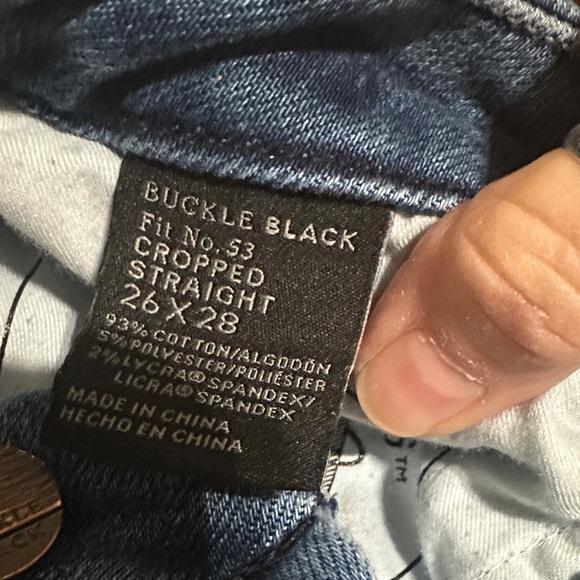 BUCKLE BLACK
Fit No. 53
CROPPED
STRAIGHT
26 X 28
93% COTTON/ALGODÓN
5% POLYESTER/POLIÉSTER
2% LYCRA® SPANDEX/
LICRA® SPANDEX
MADE IN CHINA
HECHO EN CHINA
TM